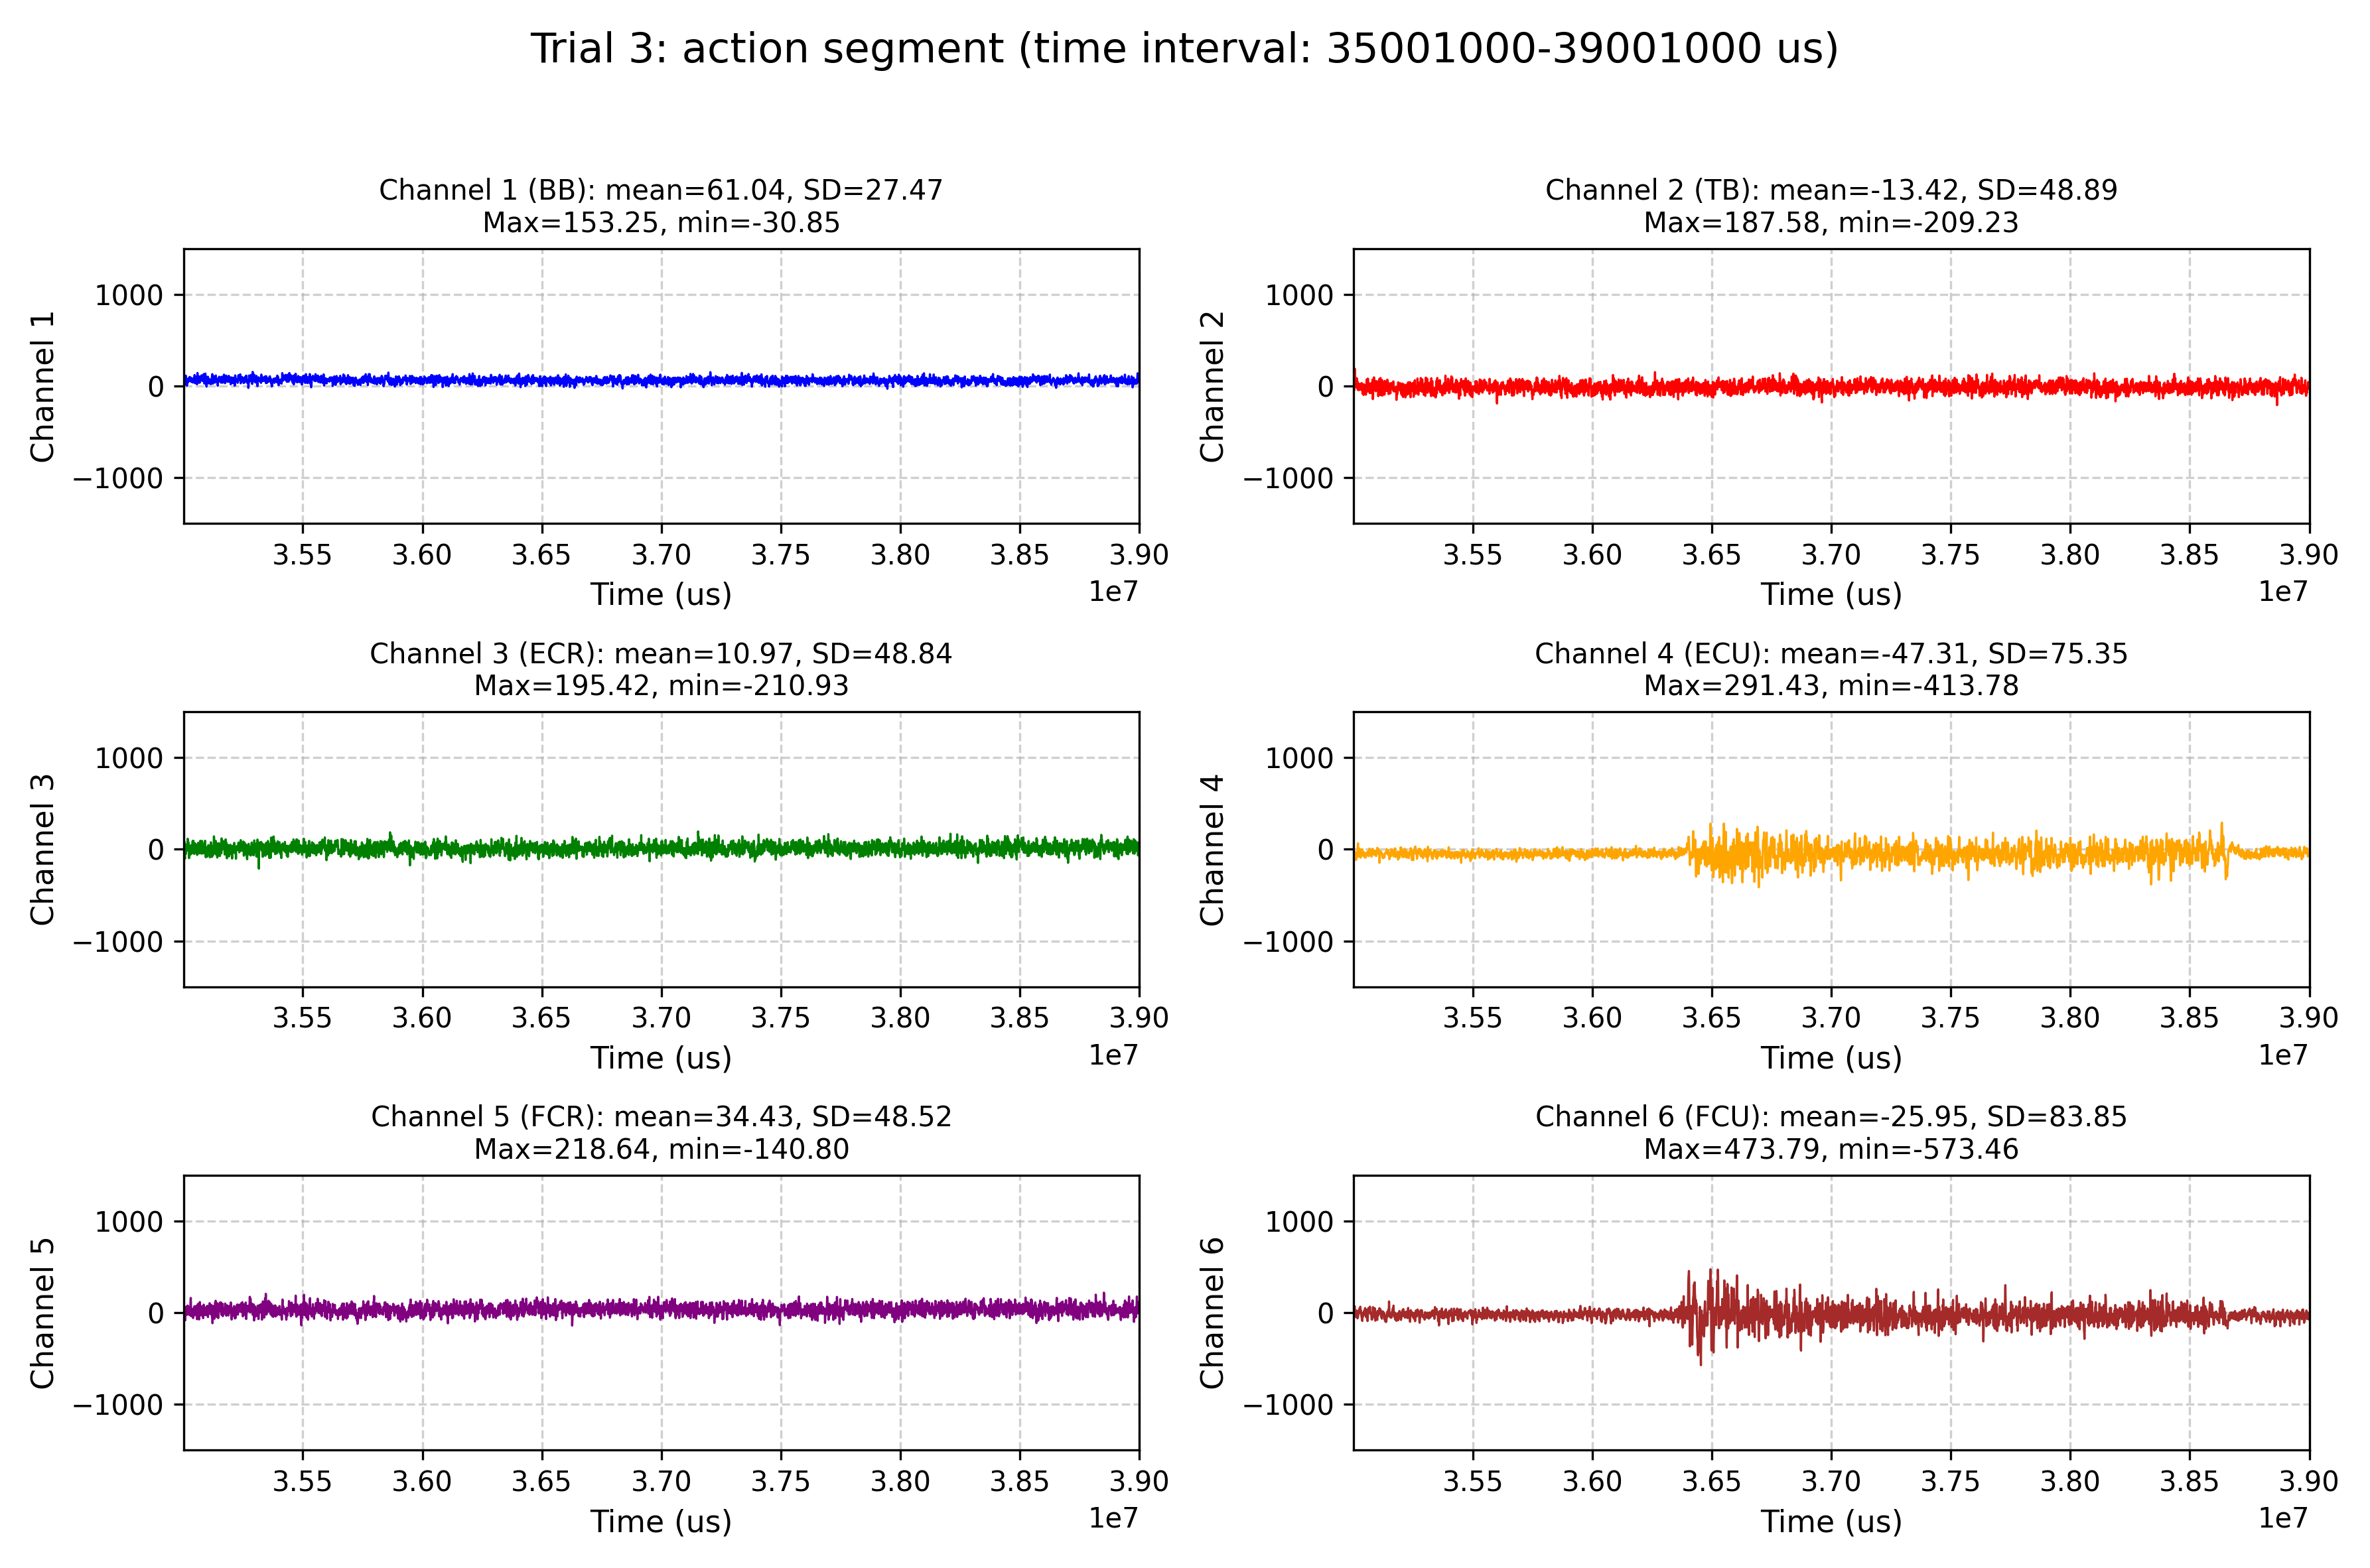 Trial 3: action segment (time interval: 35001000-39001000 us)
Channel 1 (BB): mean=61.04, SD=27.47
Max=153.25, min=-30.85
Channel 1
1000
0
−1000
3.55 3.60 3.65 3.70 3.75 3.80 3.85 3.90
1e7
Time (us)
Channel 2 (TB): mean=-13.42, SD=48.89
Max=187.58, min=-209.23
Channel 2
1000
0
−1000
3.55 3.60 3.65 3.70 3.75 3.80 3.85 3.90
1e7
Time (us)
Channel 3 (ECR): mean=10.97, SD=48.84
Max=195.42, min=-210.93
Channel 3
1000
0
−1000
3.55 3.60 3.65 3.70 3.75 3.80 3.85 3.90
1e7
Time (us)
Channel 4 (ECU): mean=-47.31, SD=75.35
Max=291.43, min=-413.78
Channel 4
1000
0
−1000
3.55 3.60 3.65 3.70 3.75 3.80 3.85 3.90
1e7
Time (us)
Channel 5 (FCR): mean=34.43, SD=48.52
Max=218.64, min=-140.80
Channel 5
1000
0
−1000
3.55 3.60 3.65 3.70 3.75 3.80 3.85 3.90
1e7
Time (us)
Channel 6 (FCU): mean=-25.95, SD=83.85
Max=473.79, min=-573.46
Channel 6
1000
0
−1000
3.55 3.60 3.65 3.70 3.75 3.80 3.85 3.90
1e7
Time (us)